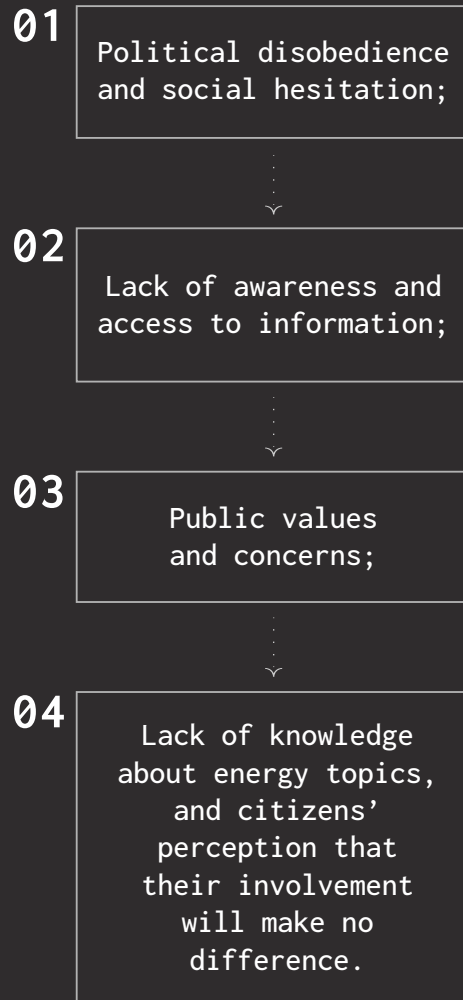 01
Political disobedience
and social hesitation;
02
Lack of awareness and
access to information;
03
Public values
and concerns;
04
Lack of knowledge
about energy topics,
and citizens’
perception that
their involvement
will make no
difference.